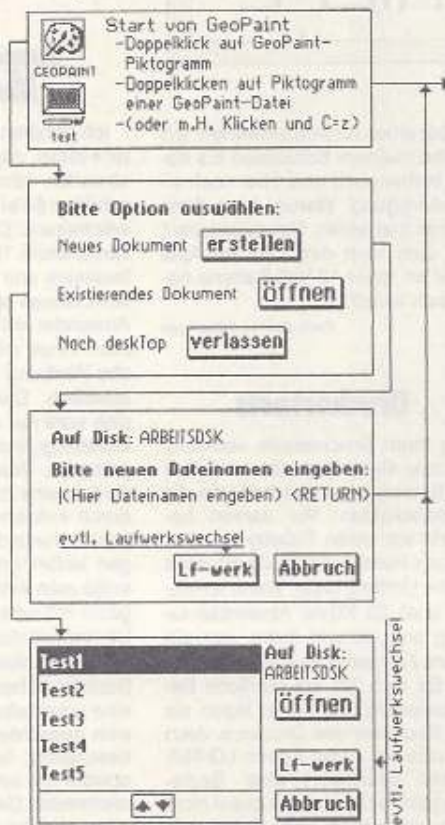 Start von GeoPaint
-Doppelklick auf GeoPaint-
Piktogramm
-Doppelklicken auf Piktogramm
einer GeoPaint-Datei
-(oder m.H. Klicken und C=z)
GEOPAINT
test
Bitte Option auswählen:
Neues Dokument erstellen
Existierendes Dokument öffnen
Nach deskTop verlassen
Auf Disk: ARBEITSDSK
Bitte neuen Dateinamen eingeben:
(Hier Dateinamen eingeben) <RETURN>
evtl. Laufwerkswechsel
Lf-werk Abbruch
Test1
Test2
Test3
Test4
Test5
Auf Disk:
ARBEITSDSK
öffnen
Lf-werk
Abbruch
evtl. Laufwerkswechsel